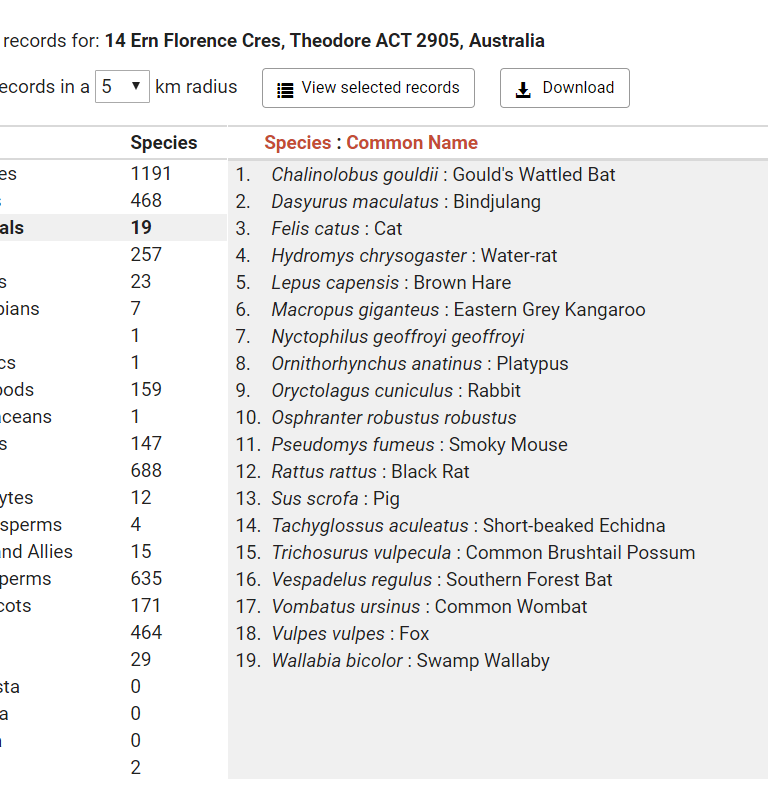 records for: 14 Ern Florence Cres, Theodore ACT 2905, Australia
ecords in a 5 km radius View selected records Download
Species Species : Common Name
es 1191 1. Chalinolobus gouldii : Gould's Wattled Bat
s 468 2. Dasyurus maculatus : Bindjulang
als 19 3. Felis catus : Cat
257 4. Hydromys chrysogaster : Water-rat
s 23 5. Lepus capensis : Brown Hare
bians 7 6. Macropus giganteus : Eastern Grey Kangaroo
1 7. Nyctophilus geoffroyi geoffroyi
cs 1 8. Ornithorhynchus anatinus : Platypus
pods 159 9. Oryctolagus cuniculus : Rabbit
aceans 1 10. Osphranter robustus robustus
s 147 11. Pseudomys fumeus : Smoky Mouse
688 12. Rattus rattus : Black Rat
ytes 12 13. Sus scrofa : Pig
sperms 4 14. Tachyglossus aculeatus : Short-beaked Echidna
nd Allies 15 15. Trichosurus vulpecula : Common Brushtail Possum
perms 635 16. Vespadelus regulus : Southern Forest Bat
cots 171 17. Vombatus ursinus : Common Wombat
464 18. Vulpes vulpes : Fox
29 19. Wallabia bicolor : Swamp Wallaby
sta 0
a 0
0
2